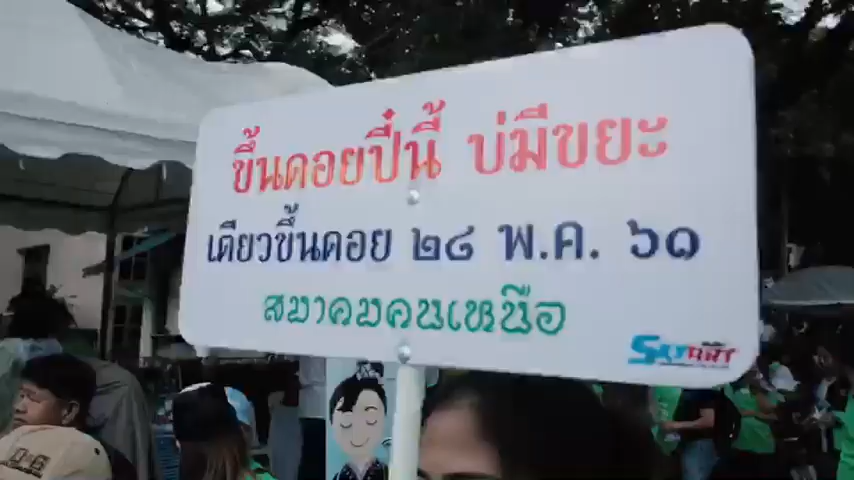 ขึ้นดอยปี๋นี้ บ่มีขยะ
เตียวขึ้นดอย ๒๘ พ.ค. ๖๑
สมาคมคนเหนือ